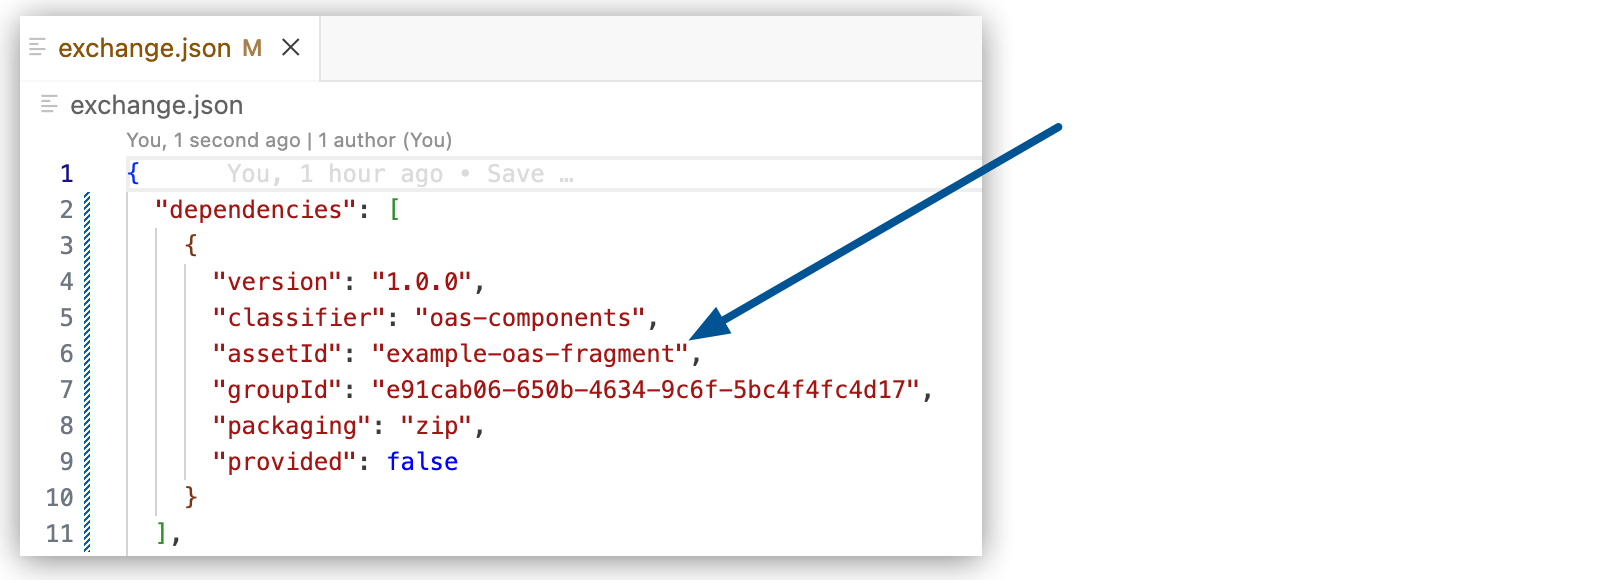 exchange.json M
exchange.json
You, 1 second ago | 1 author (You)
1 { You, 1 hour ago • Save …
2 "dependencies": [
3 {
4 "version": "1.0.0",
5 "classifier": "oas-components",
6 "assetId": "example-oas-fragment",
7 "groupId": "e91cab06-650b-4634-9c6f-5bc4f4fc4d17",
8 "packaging": "zip",
9 "provided": false
10 }
11 ],